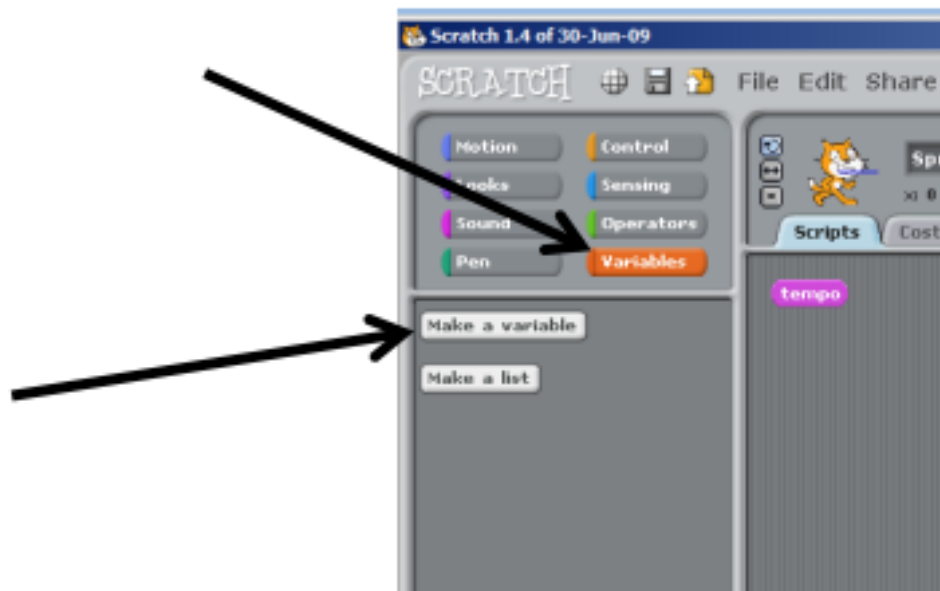 Scratch 1.4 of 30-Jun-09
SCRATCH File Edit Share
Motion Control
Looks Sensing
Sound Operators
Pen Variables
Make a variable
Make a list
Scripts
tempo